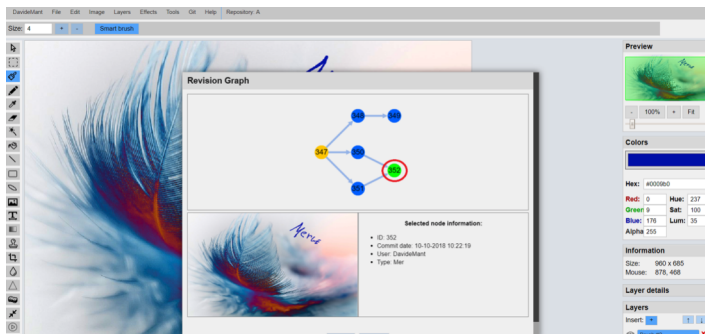 DavideMant File Edit Image Layers Effects Tools Git Help Repository: A
Size: 4 + - Smart brush
Preview
- 100% + Fit
Colors
Hex: #0009b0
Red: 0 Hue: 237
Green 9 Sat: 100
Blue: 176 Lum: 35
Alpha 255
Information
Size: 960 x 685
Mouse: 878, 468
Layer details
Layers
Insert: +
Revision Graph
348 349
347 350
352
351
Selected node information:
ID: 352
Commit date: 10-10-2018 10:22:19
User: DavideMant
Type: Mer